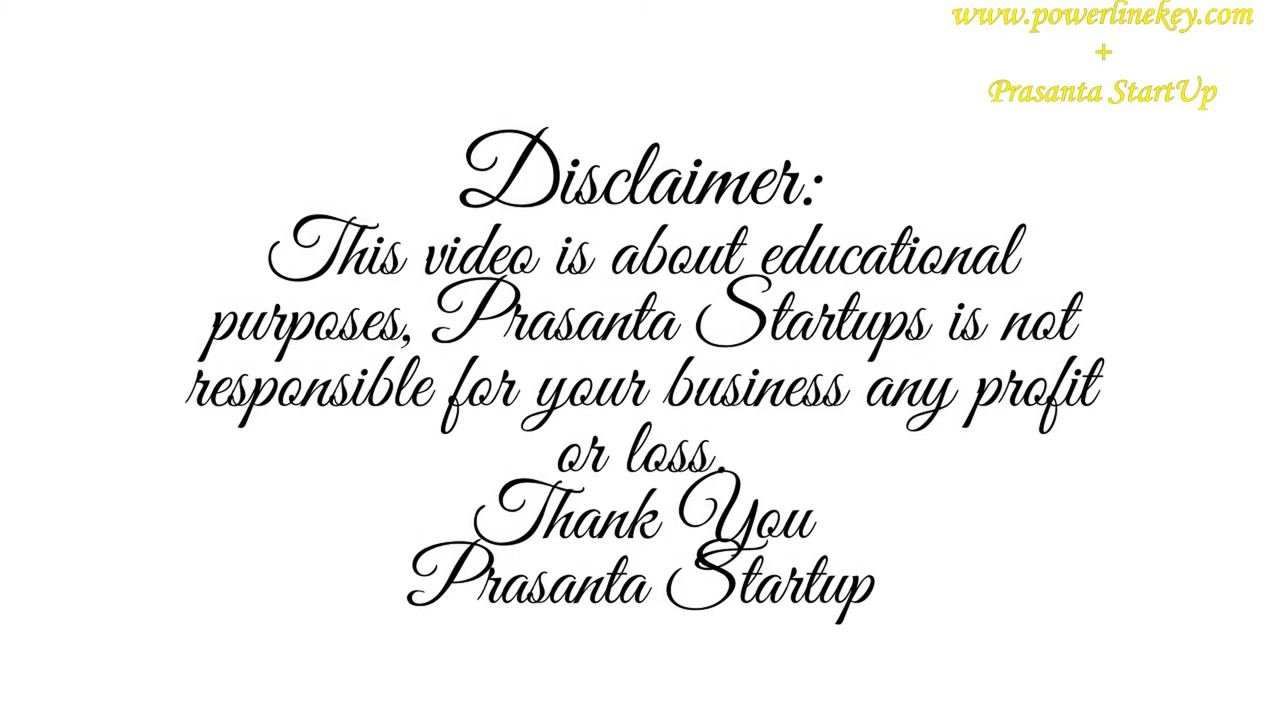 www.powerlinekey.com
+
Prasanta StartUp
Disclaimer:
This video is about educational
purposes, Prasanta Startups is not
responsible for your business any profit
or loss.
Thank You
Prasanta Startup